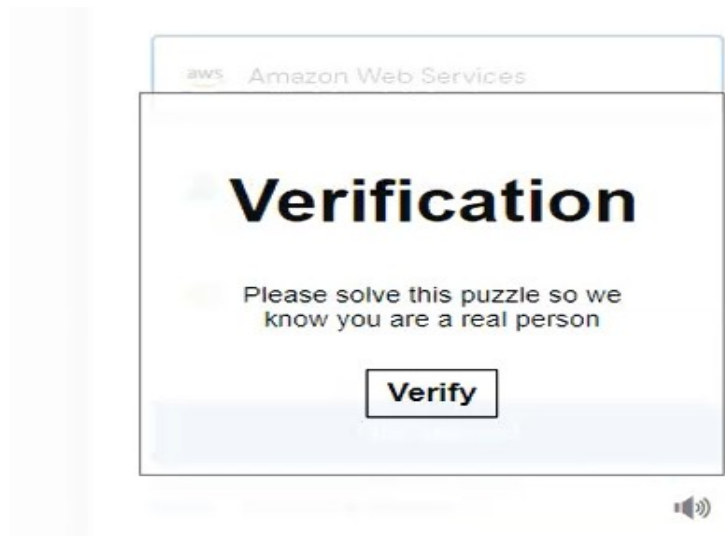 aws Amazon Web Services
Verification
Please solve this puzzle so we
know you are a real person
Verify